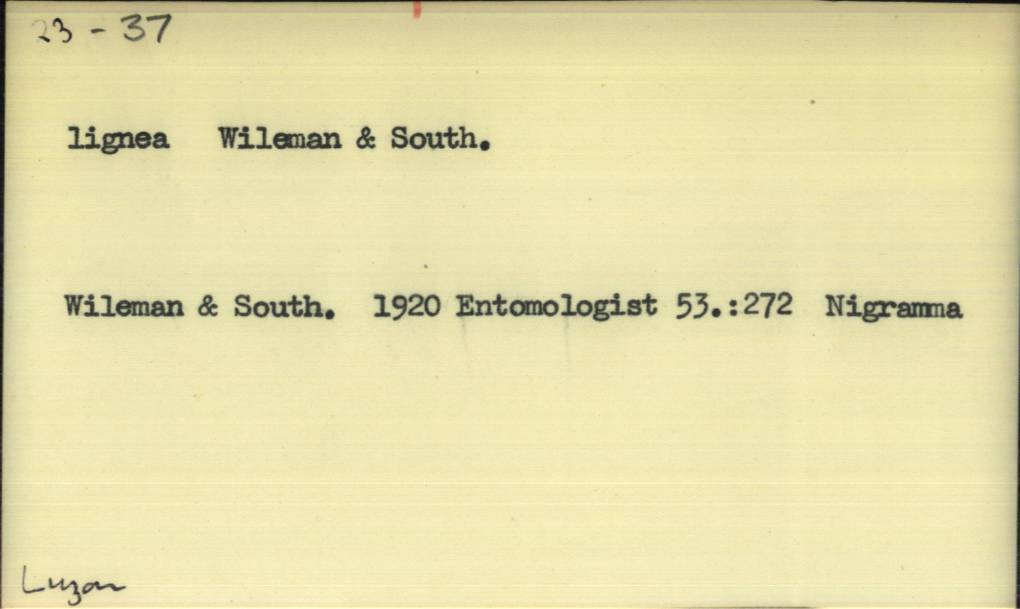 23 - 37
lignea Wileman & South.
Wileman & South. 1920 Entomologist 53.:272 Nigramma
Luzon